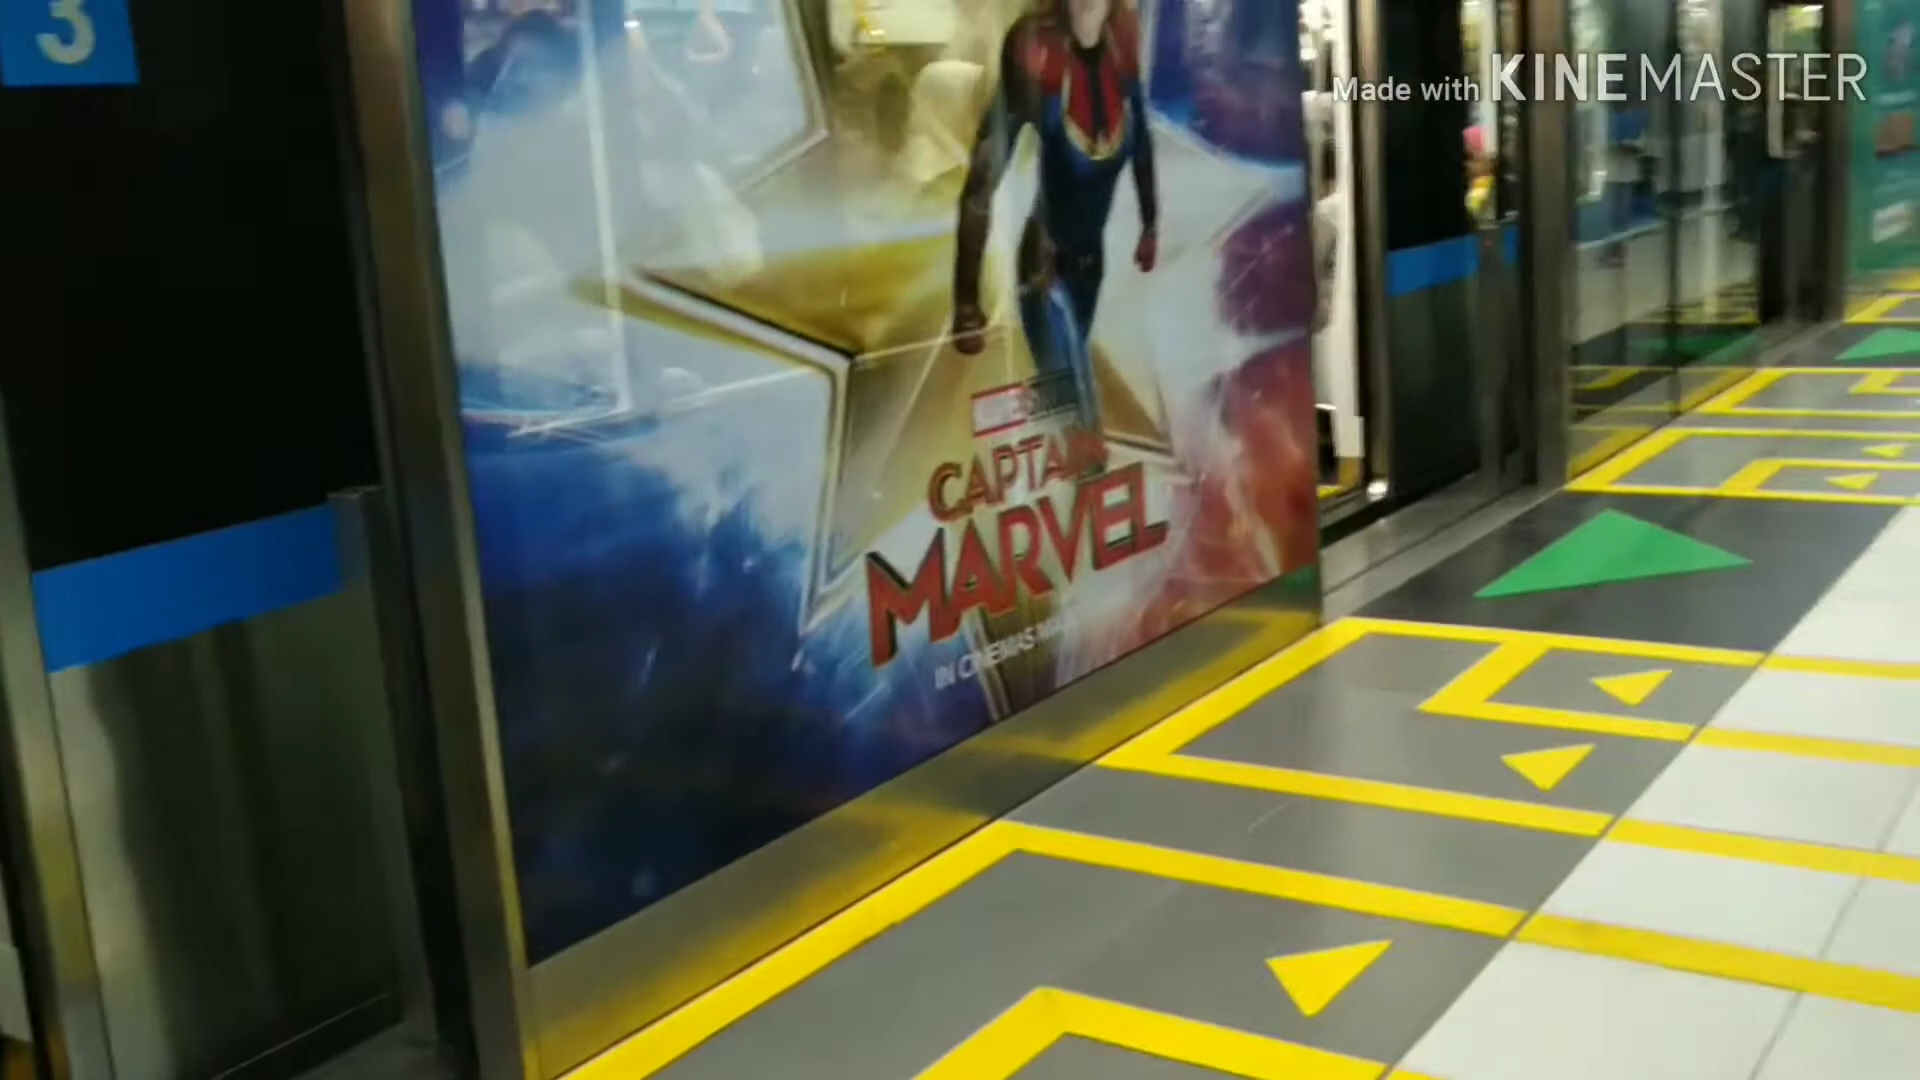 3
Made with KINEMASTER
CAPTAIN
MARVEL
IN CINEMAS